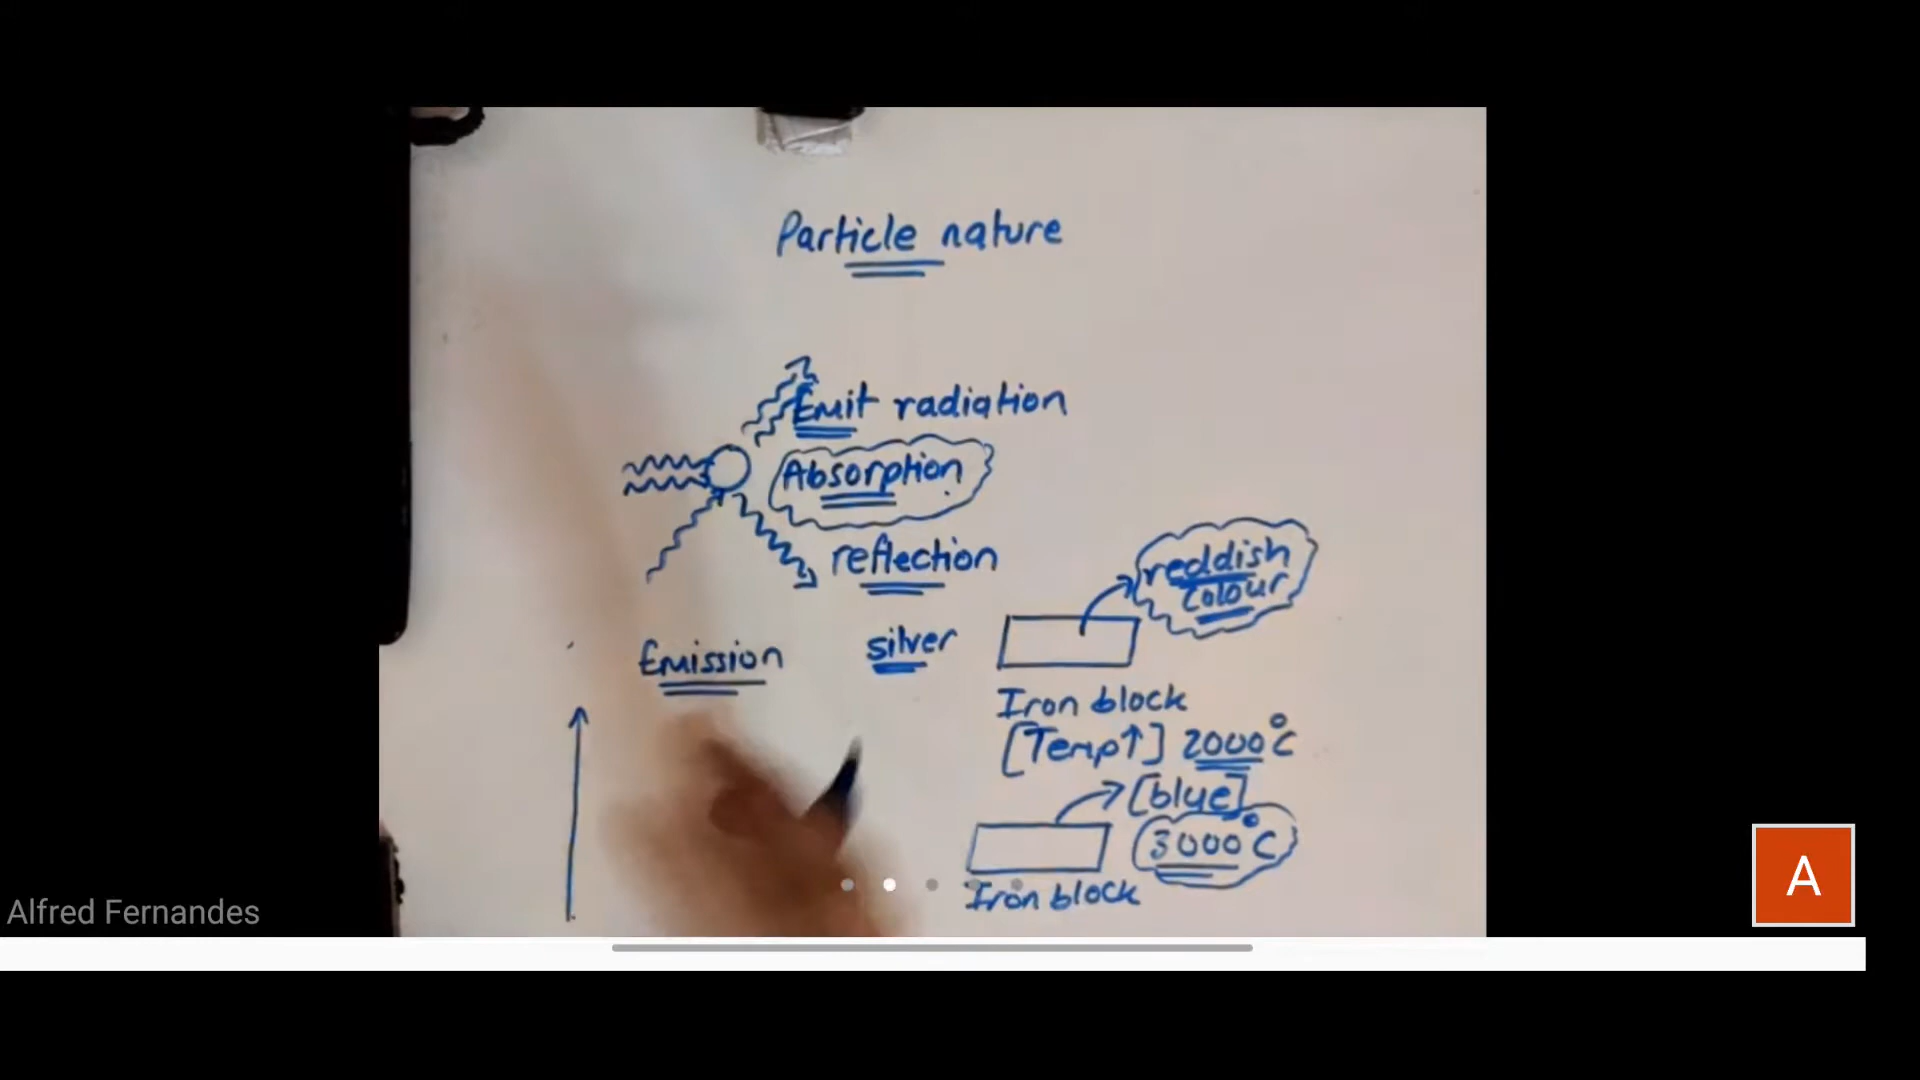 Particle nature
Emit radiation
Absorption
reflection
reddish
colour
Emission
silver
Iron block
[Temp↑] 2000°C
[blue]
3000°C
Iron block
Alfred Fernandes
A